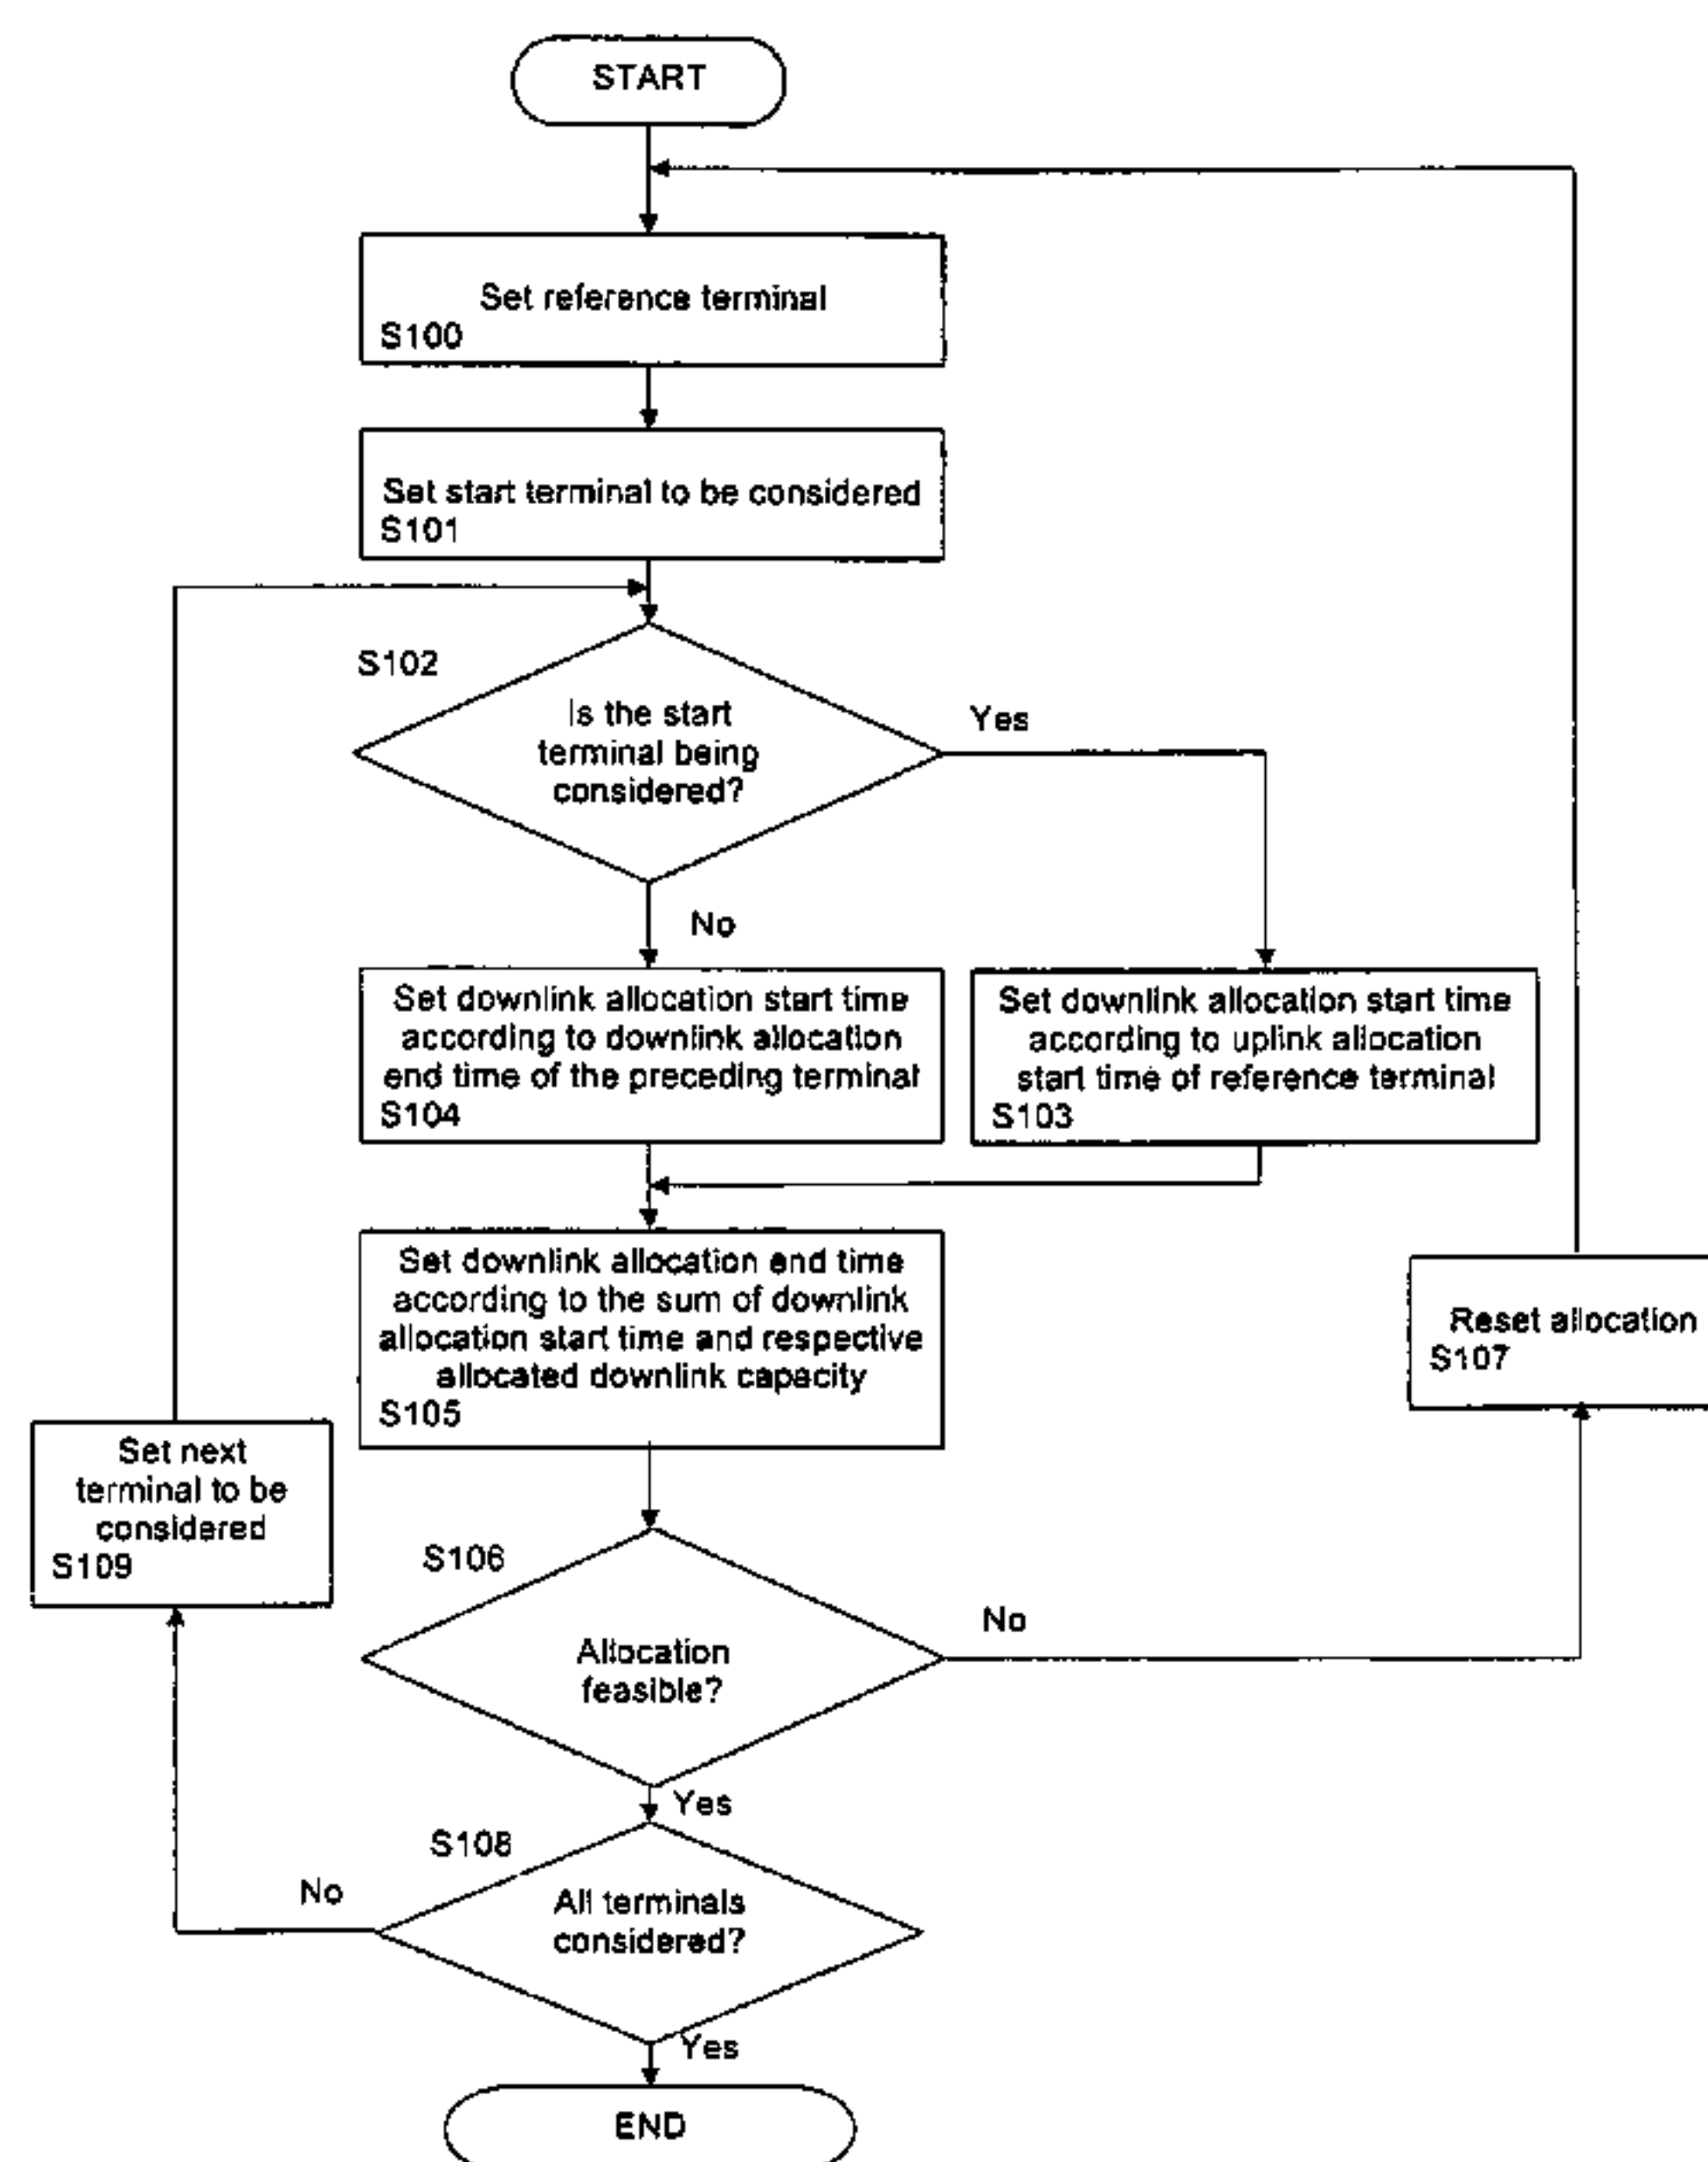 START
Set reference terminal
S100
Set start terminal to be considered
S101
S102
Is the start
terminal being
considered?
Yes
No
Set downlink allocation start time
according to downlink allocation
end time of the preceding terminal
S104
Set downlink allocation start time
according to uplink allocation
start time of reference terminal
S103
Set downlink allocation end time
according to the sum of downlink
allocation start time and respective
allocated downlink capacity
S105
Reset allocation
S107
Set next
terminal to be
considered
S109
S106
Allocation
feasible?
No
Yes
S108
All terminals
considered?
No
Yes
END